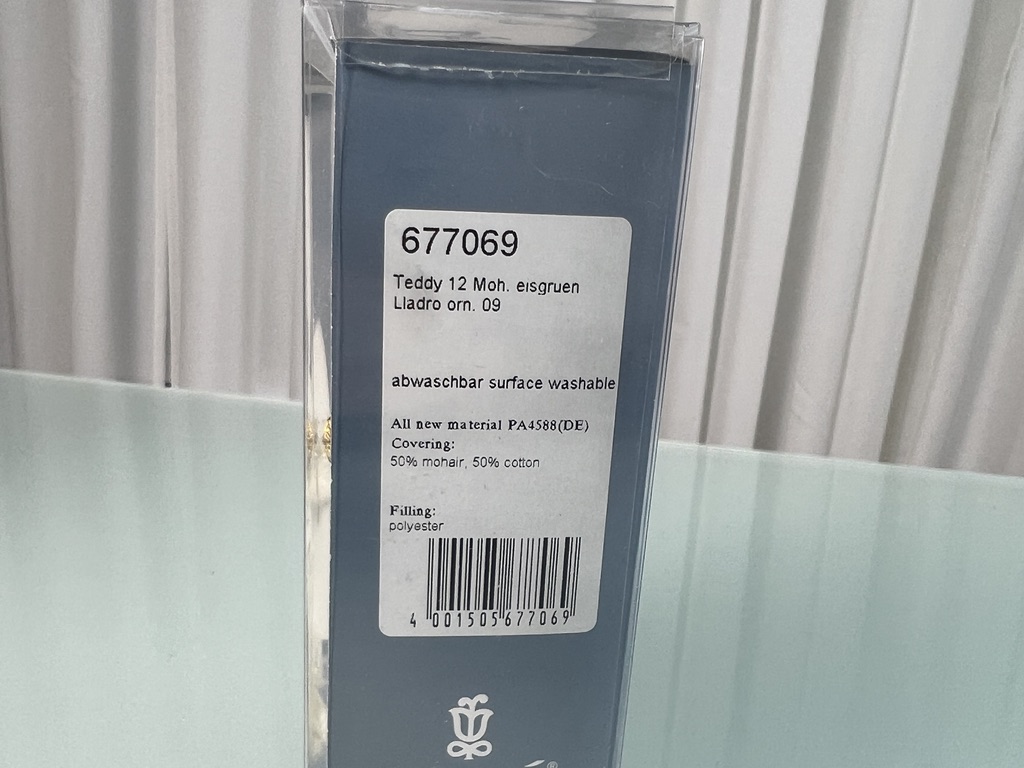 677069
Teddy 12 Moh. eisgruen
Lladro orn. 09
abwaschbar surface washable
All new material PA4588(DE)
Covering:
50% mohair, 50% cotton
Filling:
polyester
4 001505 677069